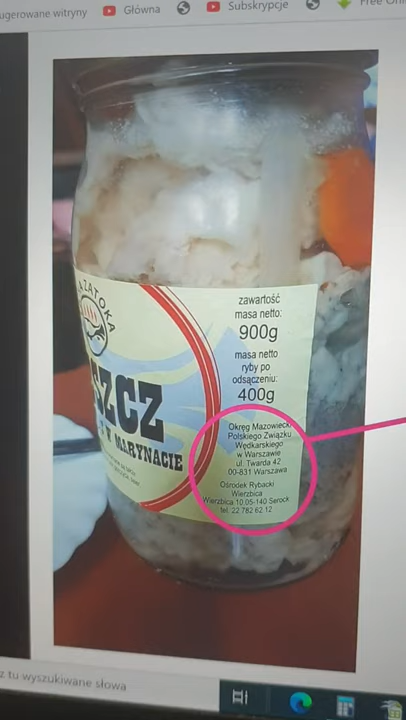 ugerowane witryny
Główna
Subskrypcje
Free
ZATOKA
SZCZ
W MARYNACIE
zawartość
masa netto:
900g
masa netto
ryby po
odsączeniu:
400g
Okręg Mazowiecki
Polskiego Związku
Wędkarskiego
w Warszawie
ul. Twarda 42
00-831 Warszawa
Ośrodek Rybacki
Wierzbica
Wierzbica 10 05-140 Serock
tel. 22 782 62 12
z tu wyszukiwane słowa